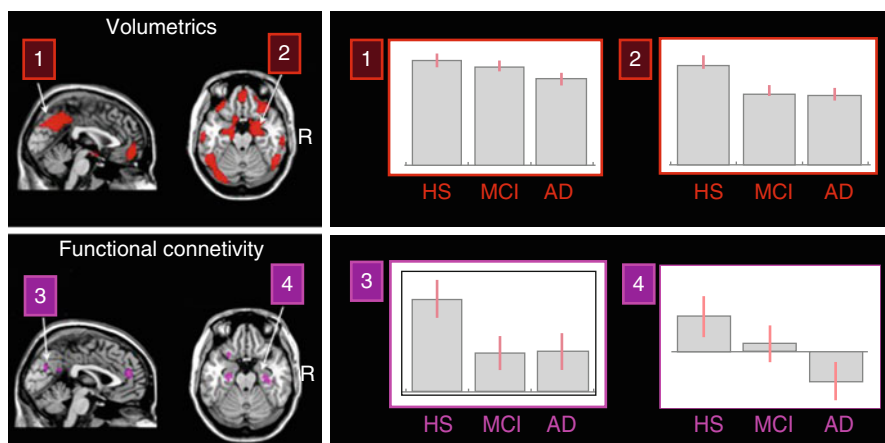 Volumetrics
1
2
R
1
HS MCI AD
2
HS MCI AD
Functional connetivity
3
4
R
3
HS MCI AD
4
HS MCI AD